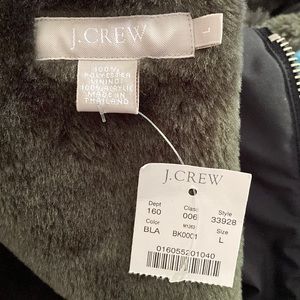 J.CREW
L
100%
POLYESTER
LINING:
100% ACRYLIC
MADE IN
THAILAND
J.CREW
Dept Class Style
160 006 33928
Color Size
BLA BK0001 L
016055201040